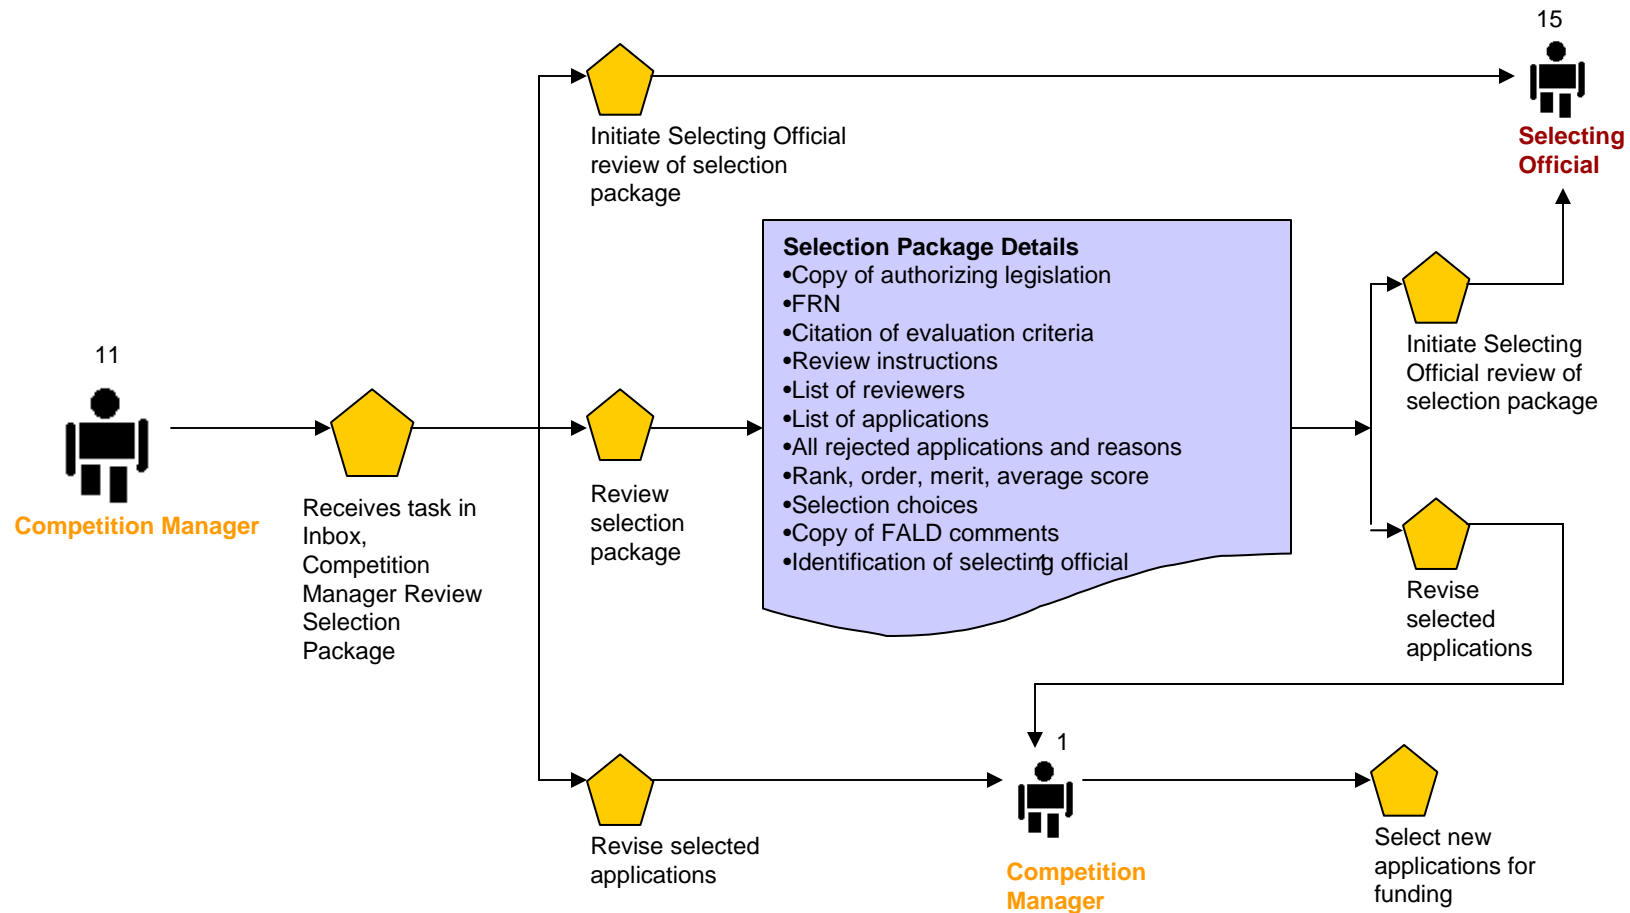 15
Selecting
Official
Initiate Selecting Official
review of selection
package
Selection Package Details
•Copy of authorizing legislation
•FRN
•Citation of evaluation criteria
•Review instructions
•List of reviewers
•List of applications
•All rejected applications and reasons
•Rank, order, merit, average score
•Selection choices
•Copy of FALD comments
•Identification of selecting official
Initiate Selecting
Official review of
selection package
11
Competition Manager
Receives task in
Inbox,
Competition
Manager Review
Selection
Package
Review
selection
package
Revise
selected
applications
1
Revise selected
applications
Competition
Manager
Select new
applications for
funding